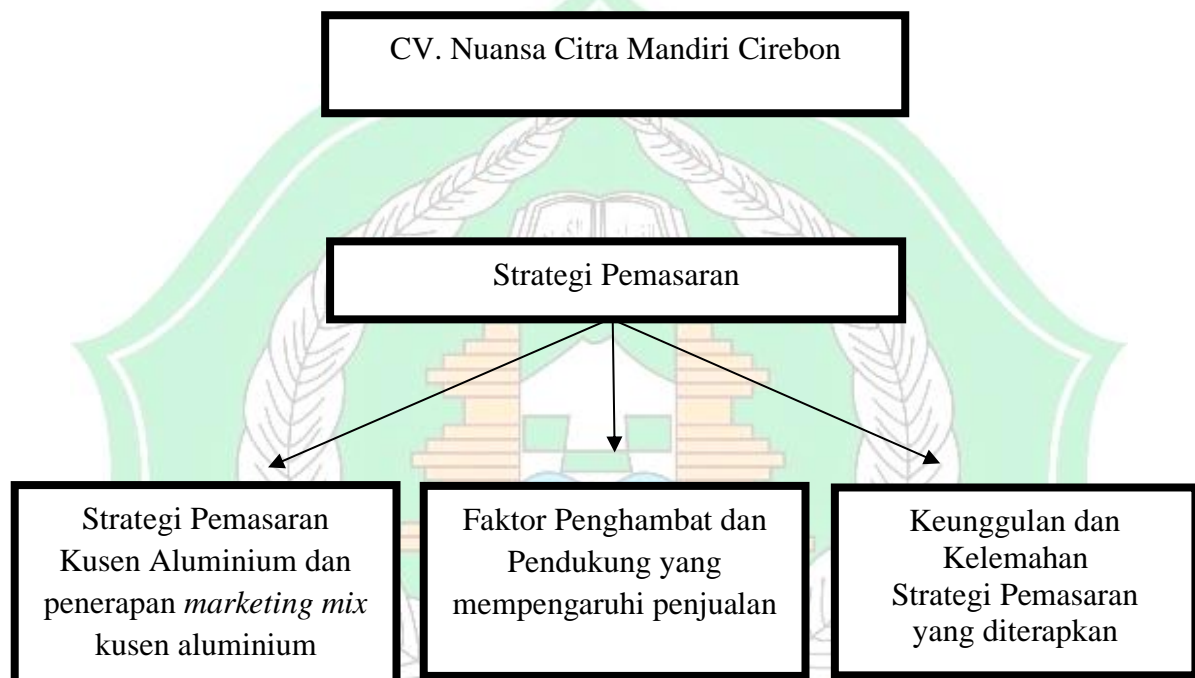 CV. Nuansa Citra Mandiri Cirebon
Strategi Pemasaran
Strategi Pemasaran
Kusen Aluminium dan
penerapan marketing mix
kusen aluminium
Faktor Penghambat dan
Pendukung yang
mempengaruhi penjualan
Keunggulan dan
Kelemahan
Strategi Pemasaran
yang diterapkan